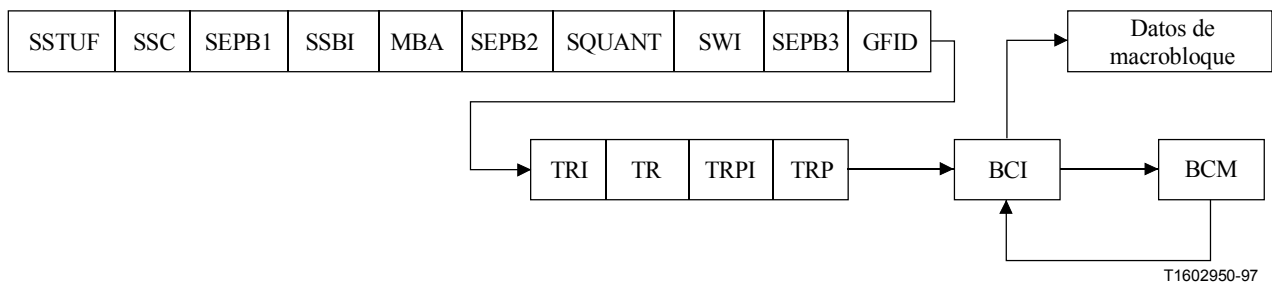 SSTUF SSC SEPB1 SSBI MBA SEPB2 SQUANT SWI SEPB3 GFID
Datos de
macrobloque
TRI TR TRPI TRP
BCI
BCM
T1602950-97